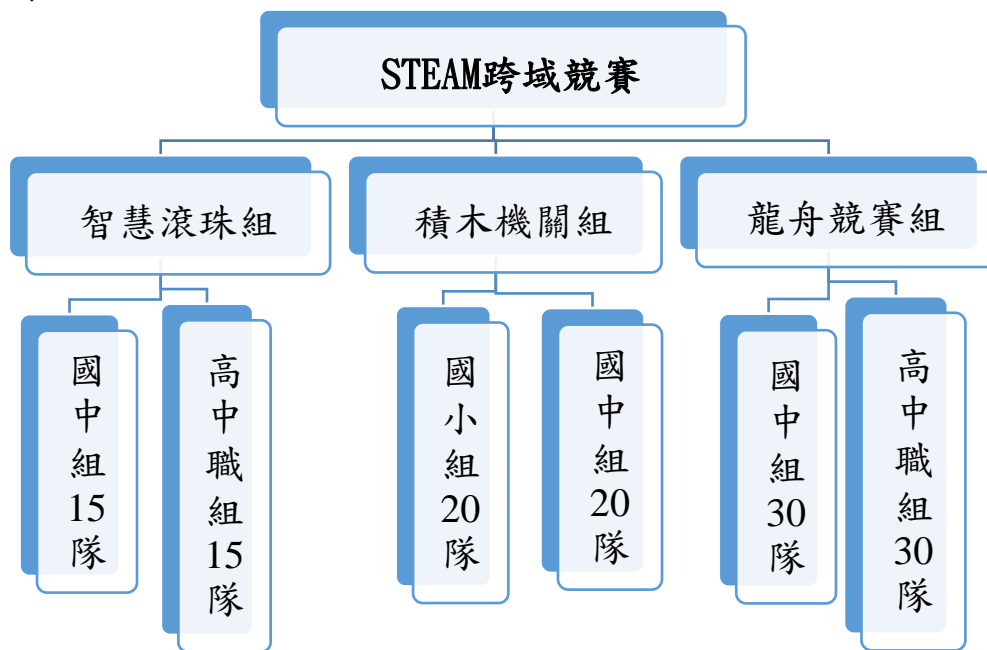 STEAM跨域競賽
智慧滾珠組
積木機關組
龍舟競賽組
國中組15隊
高中職組15隊
國小組20隊
國中組20隊
國中組30隊
高中職組30隊